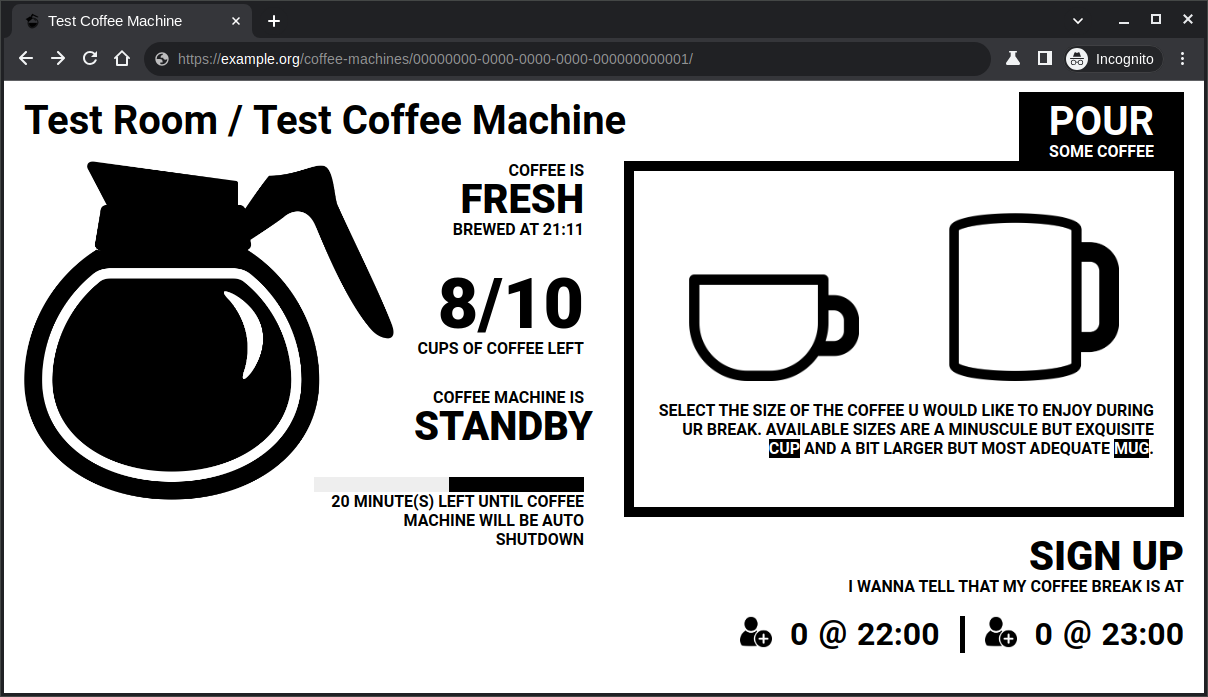 Test Coffee Machine
https://example.org/coffee-machines/00000000-0000-0000-0000-000000000001/
Incognito
Test Room / Test Coffee Machine
COFFEE IS
FRESH
BREWED AT 21:11
8/10
CUPS OF COFFEE LEFT
COFFEE MACHINE IS
STANDBY
20 MINUTE(S) LEFT UNTIL COFFEE
MACHINE WILL BE AUTO
SHUTDOWN
POUR
SOME COFFEE
SELECT THE SIZE OF THE COFFEE U WOULD LIKE TO ENJOY DURING
UR BREAK. AVAILABLE SIZES ARE A MINUSCULE BUT EXQUISITE
CUP AND A BIT LARGER BUT MOST ADEQUATE MUG.
SIGN UP
I WANNA TELL THAT MY COFFEE BREAK IS AT
0 @ 22:00
0 @ 23:00